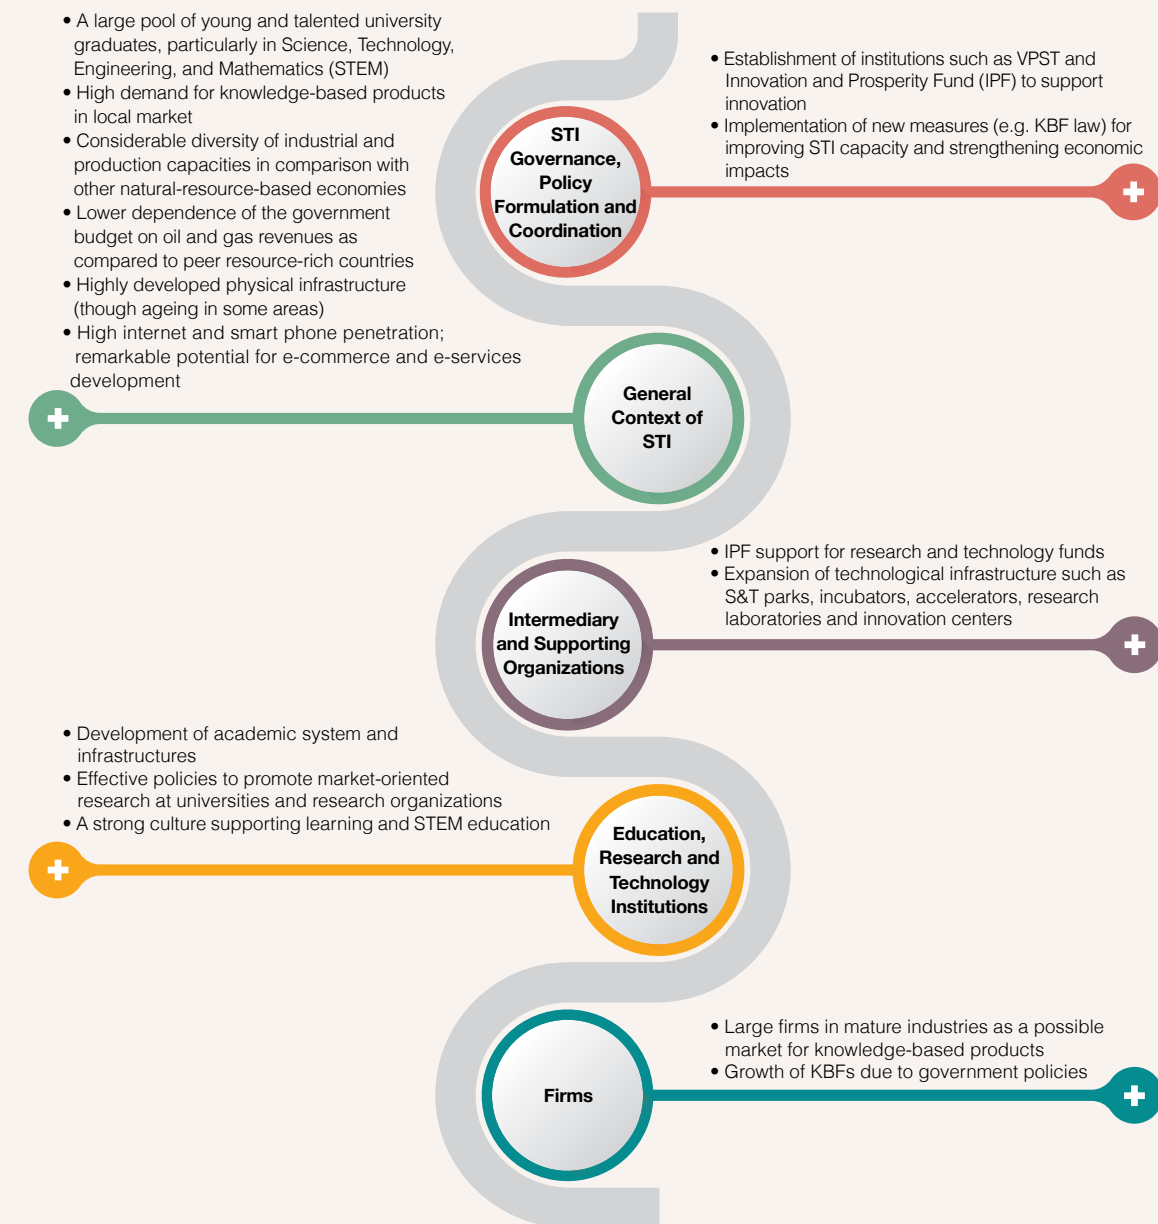 • A large pool of young and talented university
graduates, particularly in Science, Technology,
Engineering, and Mathematics (STEM)
• High demand for knowledge-based products
in local market
• Considerable diversity of industrial and
production capacities in comparison with
other natural-resource-based economies
• Lower dependence of the government
budget on oil and gas revenues as
compared to peer resource-rich countries
• Highly developed physical infrastructure
(though ageing in some areas)
• High internet and smart phone penetration;
remarkable potential for e-commerce and e-services
development
• Establishment of institutions such as VPST and
Innovation and Prosperity Fund (IPF) to support
innovation
• Implementation of new measures (e.g. KBF law) for
improving STI capacity and strengthening economic
impacts
STI
Governance,
Policy
Formulation and
Coordination
General
Context of
STI
• IPF support for research and technology funds
• Expansion of technological infrastructure such as
S&T parks, incubators, accelerators, research
laboratories and innovation centers
Intermediary
and Supporting
Organizations
• Development of academic system and
infrastructures
• Effective policies to promote market-oriented
research at universities and research organizations
• A strong culture supporting learning and STEM education
Education,
Research and
Technology
Institutions
• Large firms in mature industries as a possible
market for knowledge-based products
• Growth of KBFs due to government policies
Firms